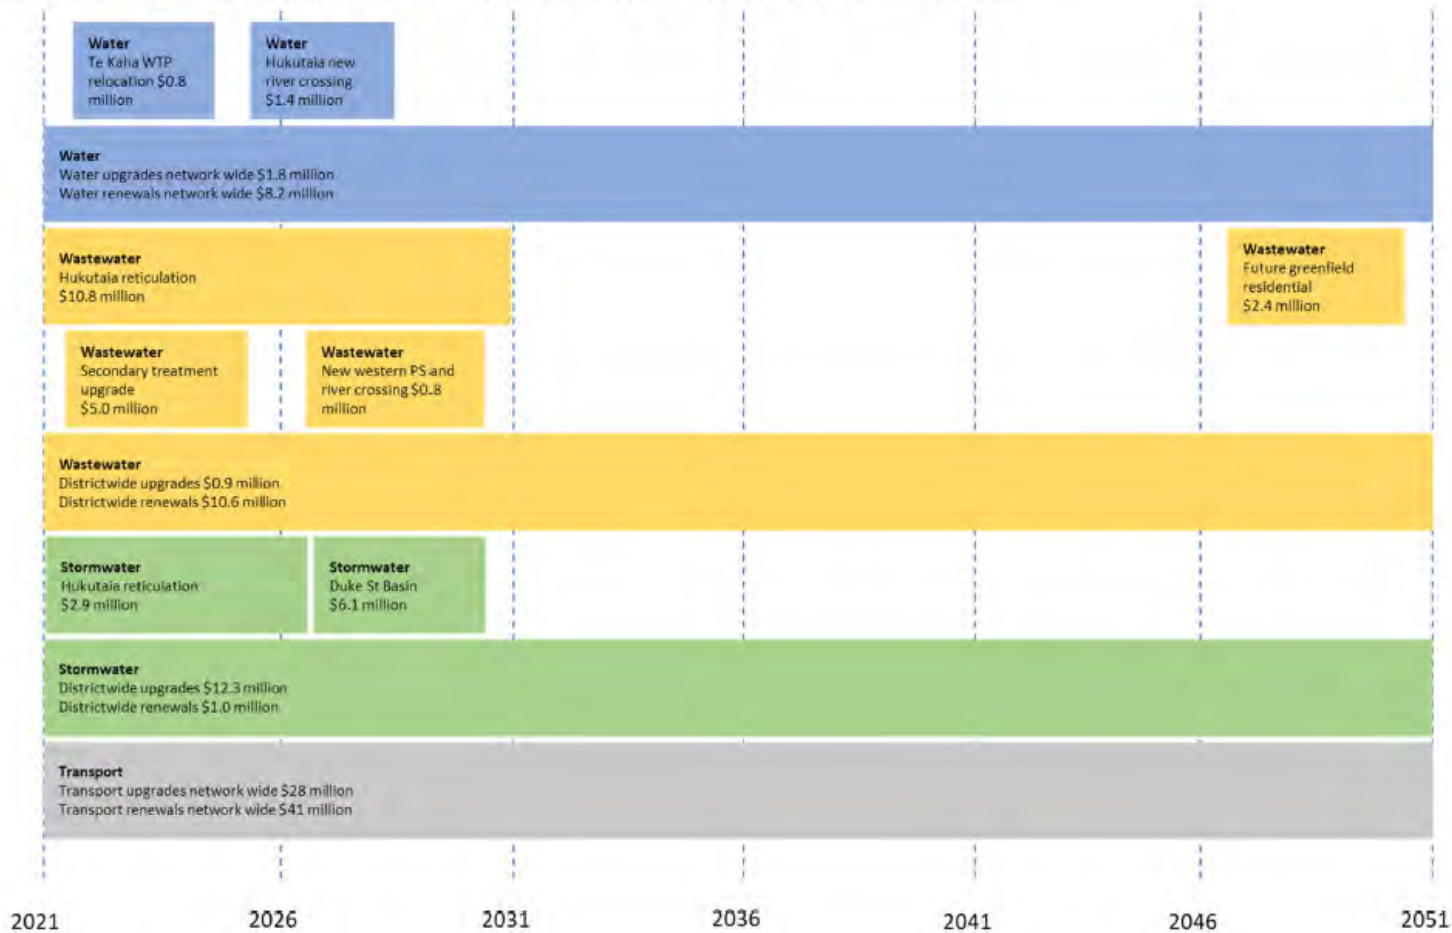 Water
Te Kaha WTP
relocation $0.8
million
Water
Hukutaia new
river crossing
$1.4 million
Water
Water upgrades network wide $1.8 million
Water renewals network wide $8.2 million
Wastewater
Hukutaia reticulation
$10.8 million
Wastewater
Future greenfield
residential
$2.4 million
Wastewater
Secondary treatment
upgrade
$5.0 million
Wastewater
New western PS and
river crossing $0.8
million
Wastewater
Districtwide upgrades $0.9 million
Districtwide renewals $10.6 million
Stormwater
Hukutaia reticulation
$2.9 million
Stormwater
Duke St Basin
$6.1 million
Stormwater
Districtwide upgrades $12.3 million
Districtwide renewals $1.0 million
Transport
Transport upgrades network wide $28 million
Transport renewals network wide $41 million
2021 2026 2031 2036 2041 2046 2051